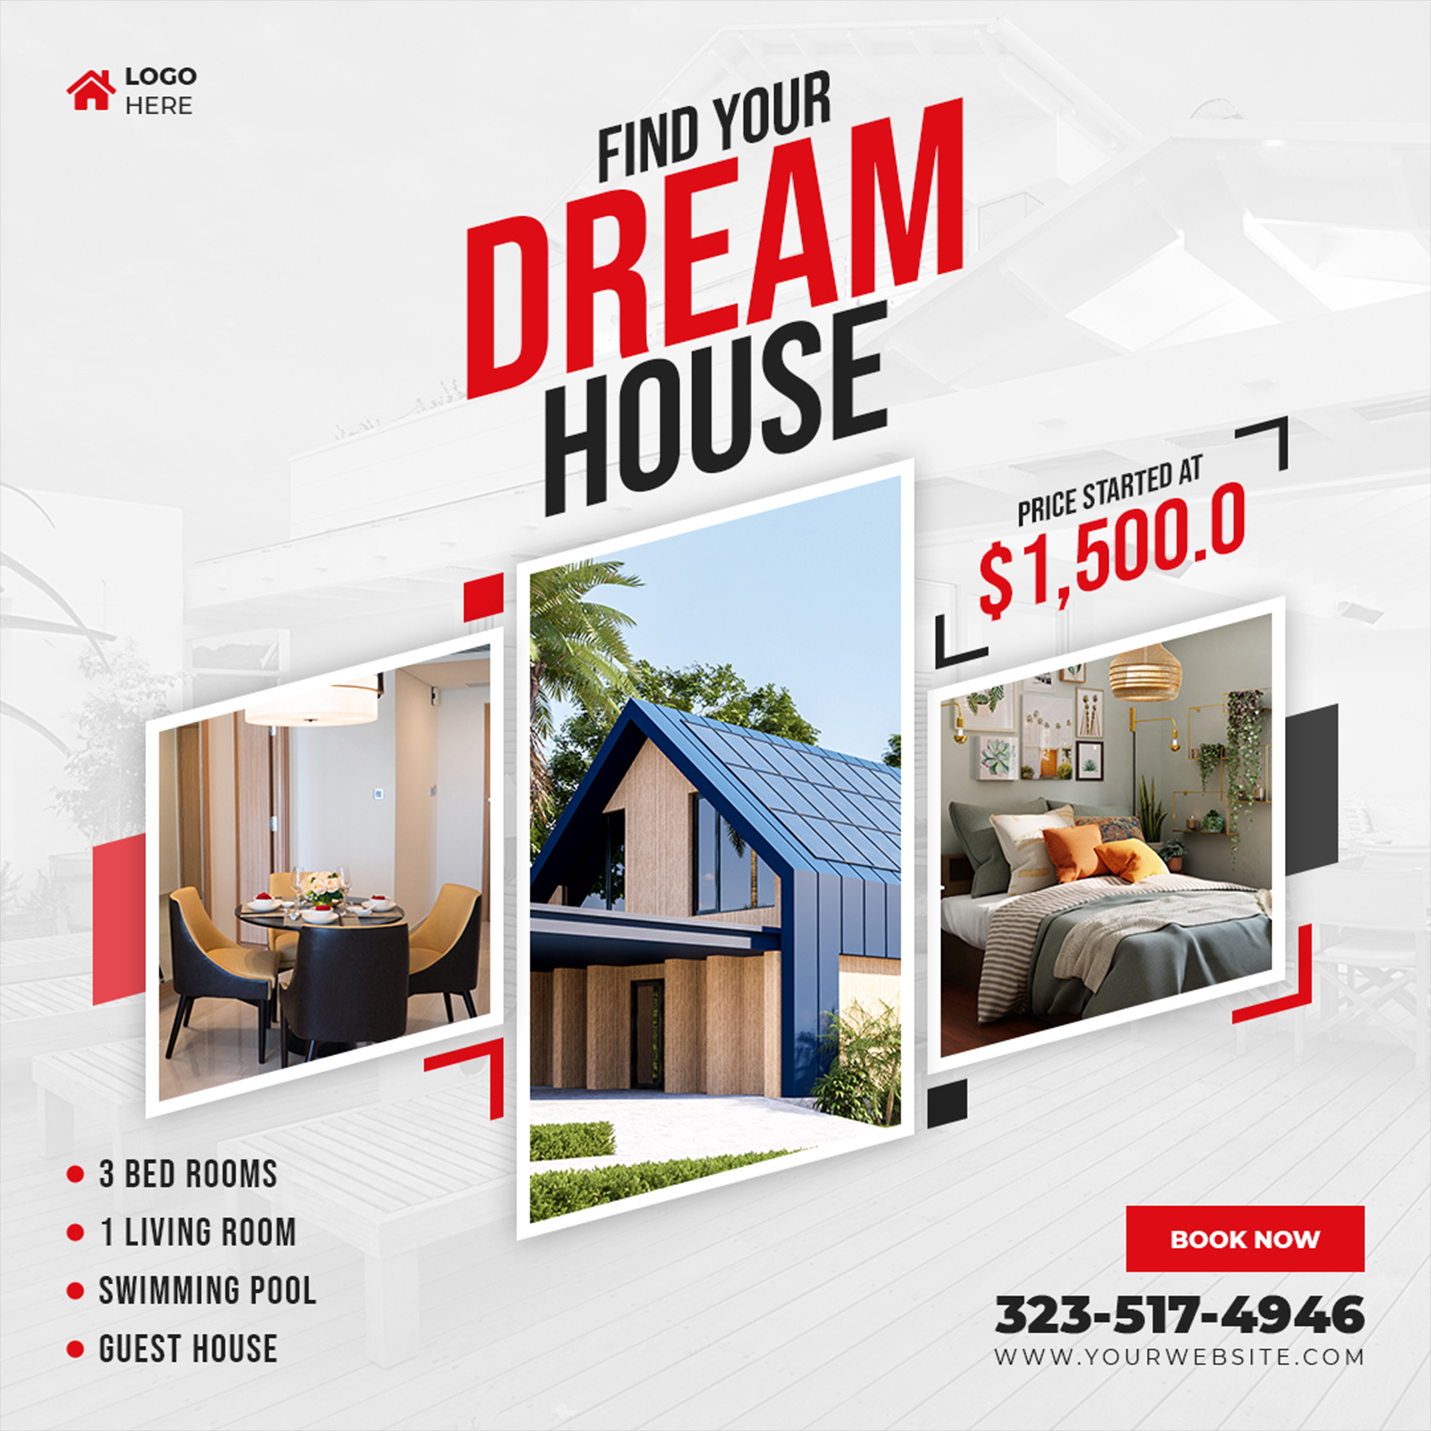 LOGO
HERE
FIND YOUR
DREAM
HOUSE
PRICE STARTED AT
$1,500.0
3 BED ROOMS
1 LIVING ROOM
SWIMMING POOL
GUEST HOUSE
BOOK NOW
323-517-4946
WWW.YOURWEBSITE.COM